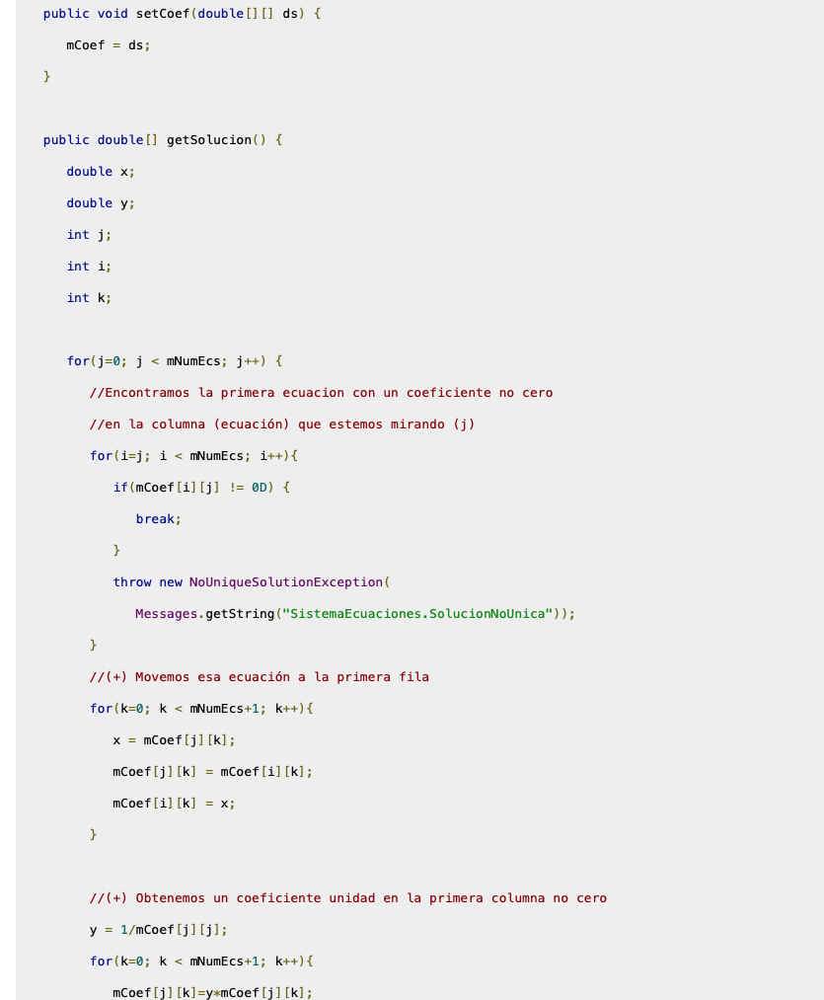 public void setCoef(double[][] ds) {
mCoef = ds;
}
public double[] getSolucion() {
double x;
double y;
int j;
int i;
int k;
for(j=0; j < mNumEcs; j++) {
//Encontramos la primera ecuacion con un coeficiente no cero
//en la columna (ecuación) que estemos mirando (j)
for(i=j; i < mNumEcs; i++){
if(mCoef[i][j] != 0D) {
break;
}
throw new NoUniqueSolutionException(
Messages.getString("SistemaEcuaciones.SolucionNoUnica"));
}
//(+) Movemos esa ecuación a la primera fila
for(k=0; k < mNumEcs+1; k++){
x = mCoef[j][k];
mCoef[j][k] = mCoef[i][k];
mCoef[i][k] = x;
}
//(+) Obtenemos un coeficiente unidad en la primera columna no cero
y = 1/mCoef[j][j];
for(k=0; k < mNumEcs+1; k++){
mCoef[j][k]=y*mCoef[j][k];